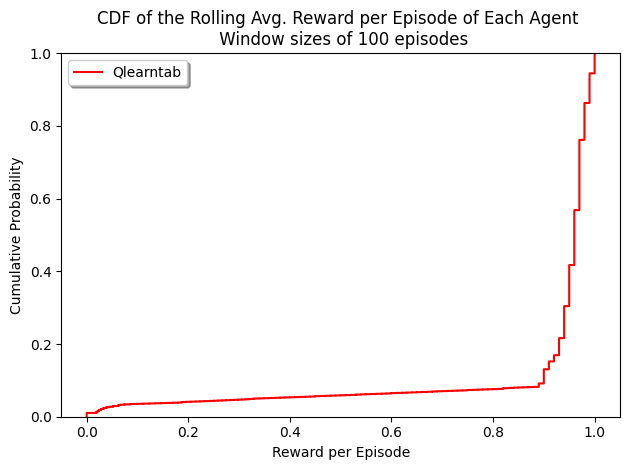 CDF of the Rolling Avg. Reward per Episode of Each Agent
Window sizes of 100 episodes
Qlearntab
Cumulative Probability
1.0
0.8
0.6
0.4
0.2
0.0
0.0 0.2 0.4 0.6 0.8 1.0
Reward per Episode